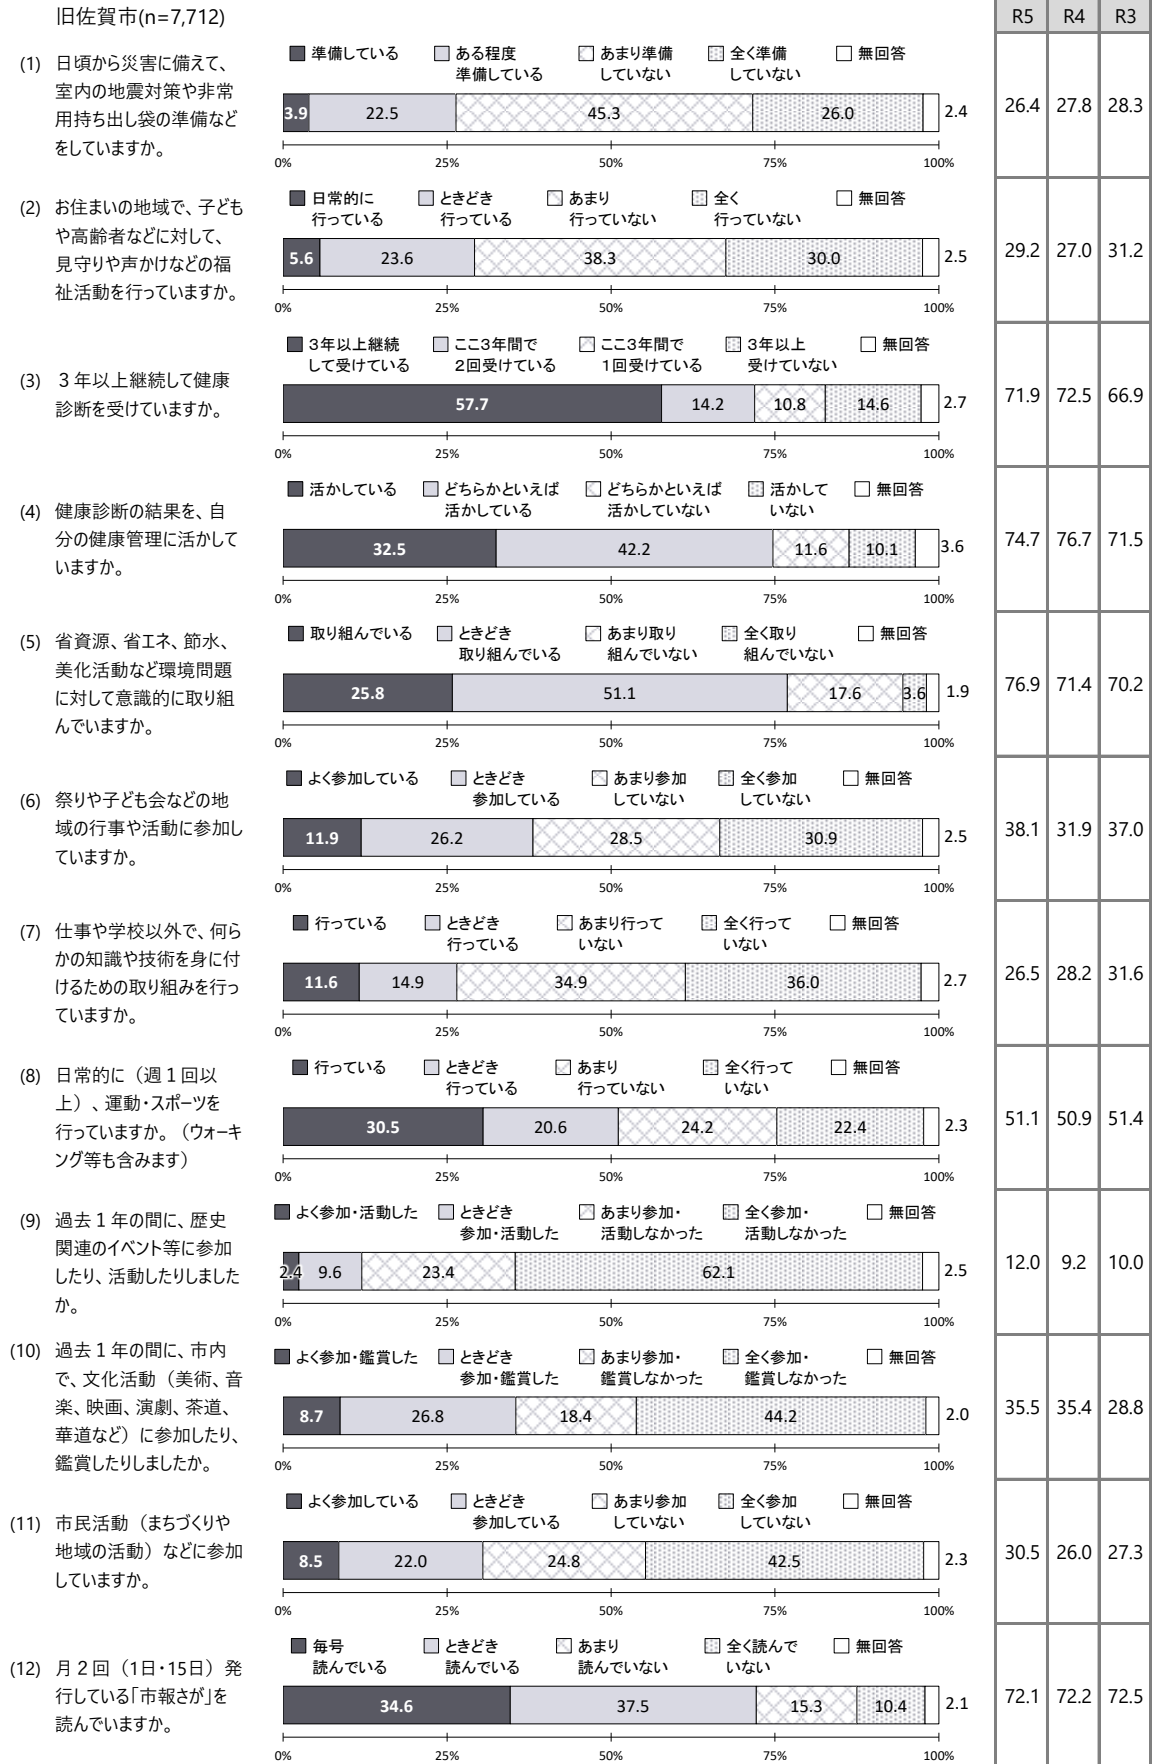 旧佐賀市(n=7,712)
R5 R4 R3
(1) 日頃から災害に備えて、
室内の地震対策や非常
用持ち出し袋の準備など
をしていますか。
準備している ある程度 あまり準備 全く準備 無回答
準備している していない していない
3.9 22.5 45.3 26.0 2.4
0% 25% 50% 75% 100%
26.4 27.8 28.3
(2) お住まいの地域で、子ども
や高齢者などに対して、
見守りや声かけなどの福
祉活動を行っていますか。
日常的に ときどき あまり 全く 無回答
行っている 行っている 行っていない 行っていない
5.6 23.6 38.3 30.0 2.5
0% 25% 50% 75% 100%
29.2 27.0 31.2
(3) 3年以上継続して健康
診断を受けていますか。
3年以上継続 ここ3年間で ここ3年間で 3年以上 無回答
して受けている 2回受けている 1回受けている 受けていない
57.7 14.2 10.8 14.6 2.7
0% 25% 50% 75% 100%
71.9 72.5 66.9
(4) 健康診断の結果を、自
分の健康管理に活かして
いますか。
活かしている どちらかといえば どちらかといえば 活かして 無回答
活かしている 活かしていない いない
32.5 42.2 11.6 10.1 3.6
0% 25% 50% 75% 100%
74.7 76.7 71.5
(5) 省資源、省エネ、節水、
美化活動など環境問題
に対して意識的に取り組
んでいますか。
取り組んでいる ときどき あまり取り 全く取り 無回答
取り組んでいる 組んでいない 組んでいない
25.8 51.1 17.6 3.6 1.9
0% 25% 50% 75% 100%
76.9 71.4 70.2
(6) 祭りや子ども会などの地
域の行事や活動に参加し
ていますか。
よく参加している ときどき あまり参加 全く参加 無回答
参加している していない していない
11.9 26.2 28.5 30.9 2.5
0% 25% 50% 75% 100%
38.1 31.9 37.0
(7) 仕事や学校以外で、何ら
かの知識や技術を身に付
けるための取り組みを行っ
ていますか。
行っている ときどき あまり行って 全く行って 無回答
行っている いない いない
11.6 14.9 34.9 36.0 2.7
0% 25% 50% 75% 100%
26.5 28.2 31.6
(8) 日常的に（週1回以
上）、運動・スポーツを
行っていますか。（ウォーキ
ング等も含みます）
行っている ときどき あまり 全く行って 無回答
行っている 行っていない いない
30.5 20.6 24.2 22.4 2.3
0% 25% 50% 75% 100%
51.1 50.9 51.4
(9) 過去1年の間に、歴史
関連のイベント等に参加
したり、活動したりしました
か。
よく参加・活動した ときどき あまり参加・ 全く参加・ 無回答
参加・活動した 活動しなかった 活動しなかった
2.4 9.6 23.4 62.1 2.5
0% 25% 50% 75% 100%
12.0 9.2 10.0
(10) 過去1年の間に、市内
で、文化活動（美術、音
楽、映画、演劇、茶道、
華道など）に参加したり、
鑑賞したりしましたか。
よく参加・鑑賞した ときどき あまり参加・ 全く参加・ 無回答
参加・鑑賞した 鑑賞しなかった 鑑賞しなかった
8.7 26.8 18.4 44.2 2.0
0% 25% 50% 75% 100%
35.5 35.4 28.8
(11) 市民活動（まちづくりや
地域の活動）などに参加
していますか。
よく参加している ときどき あまり参加 全く参加 無回答
参加している していない していない
8.5 22.0 24.8 42.5 2.3
0% 25% 50% 75% 100%
30.5 26.0 27.3
(12) 月2回（1日・15日）発
行している「市報さが」を
読んでいますか。
毎号 ときどき あまり 全く読んで 無回答
読んでいる 読んでいる 読んでいない いない
34.6 37.5 15.3 10.4 2.1
0% 25% 50% 75% 100%
72.1 72.2 72.5